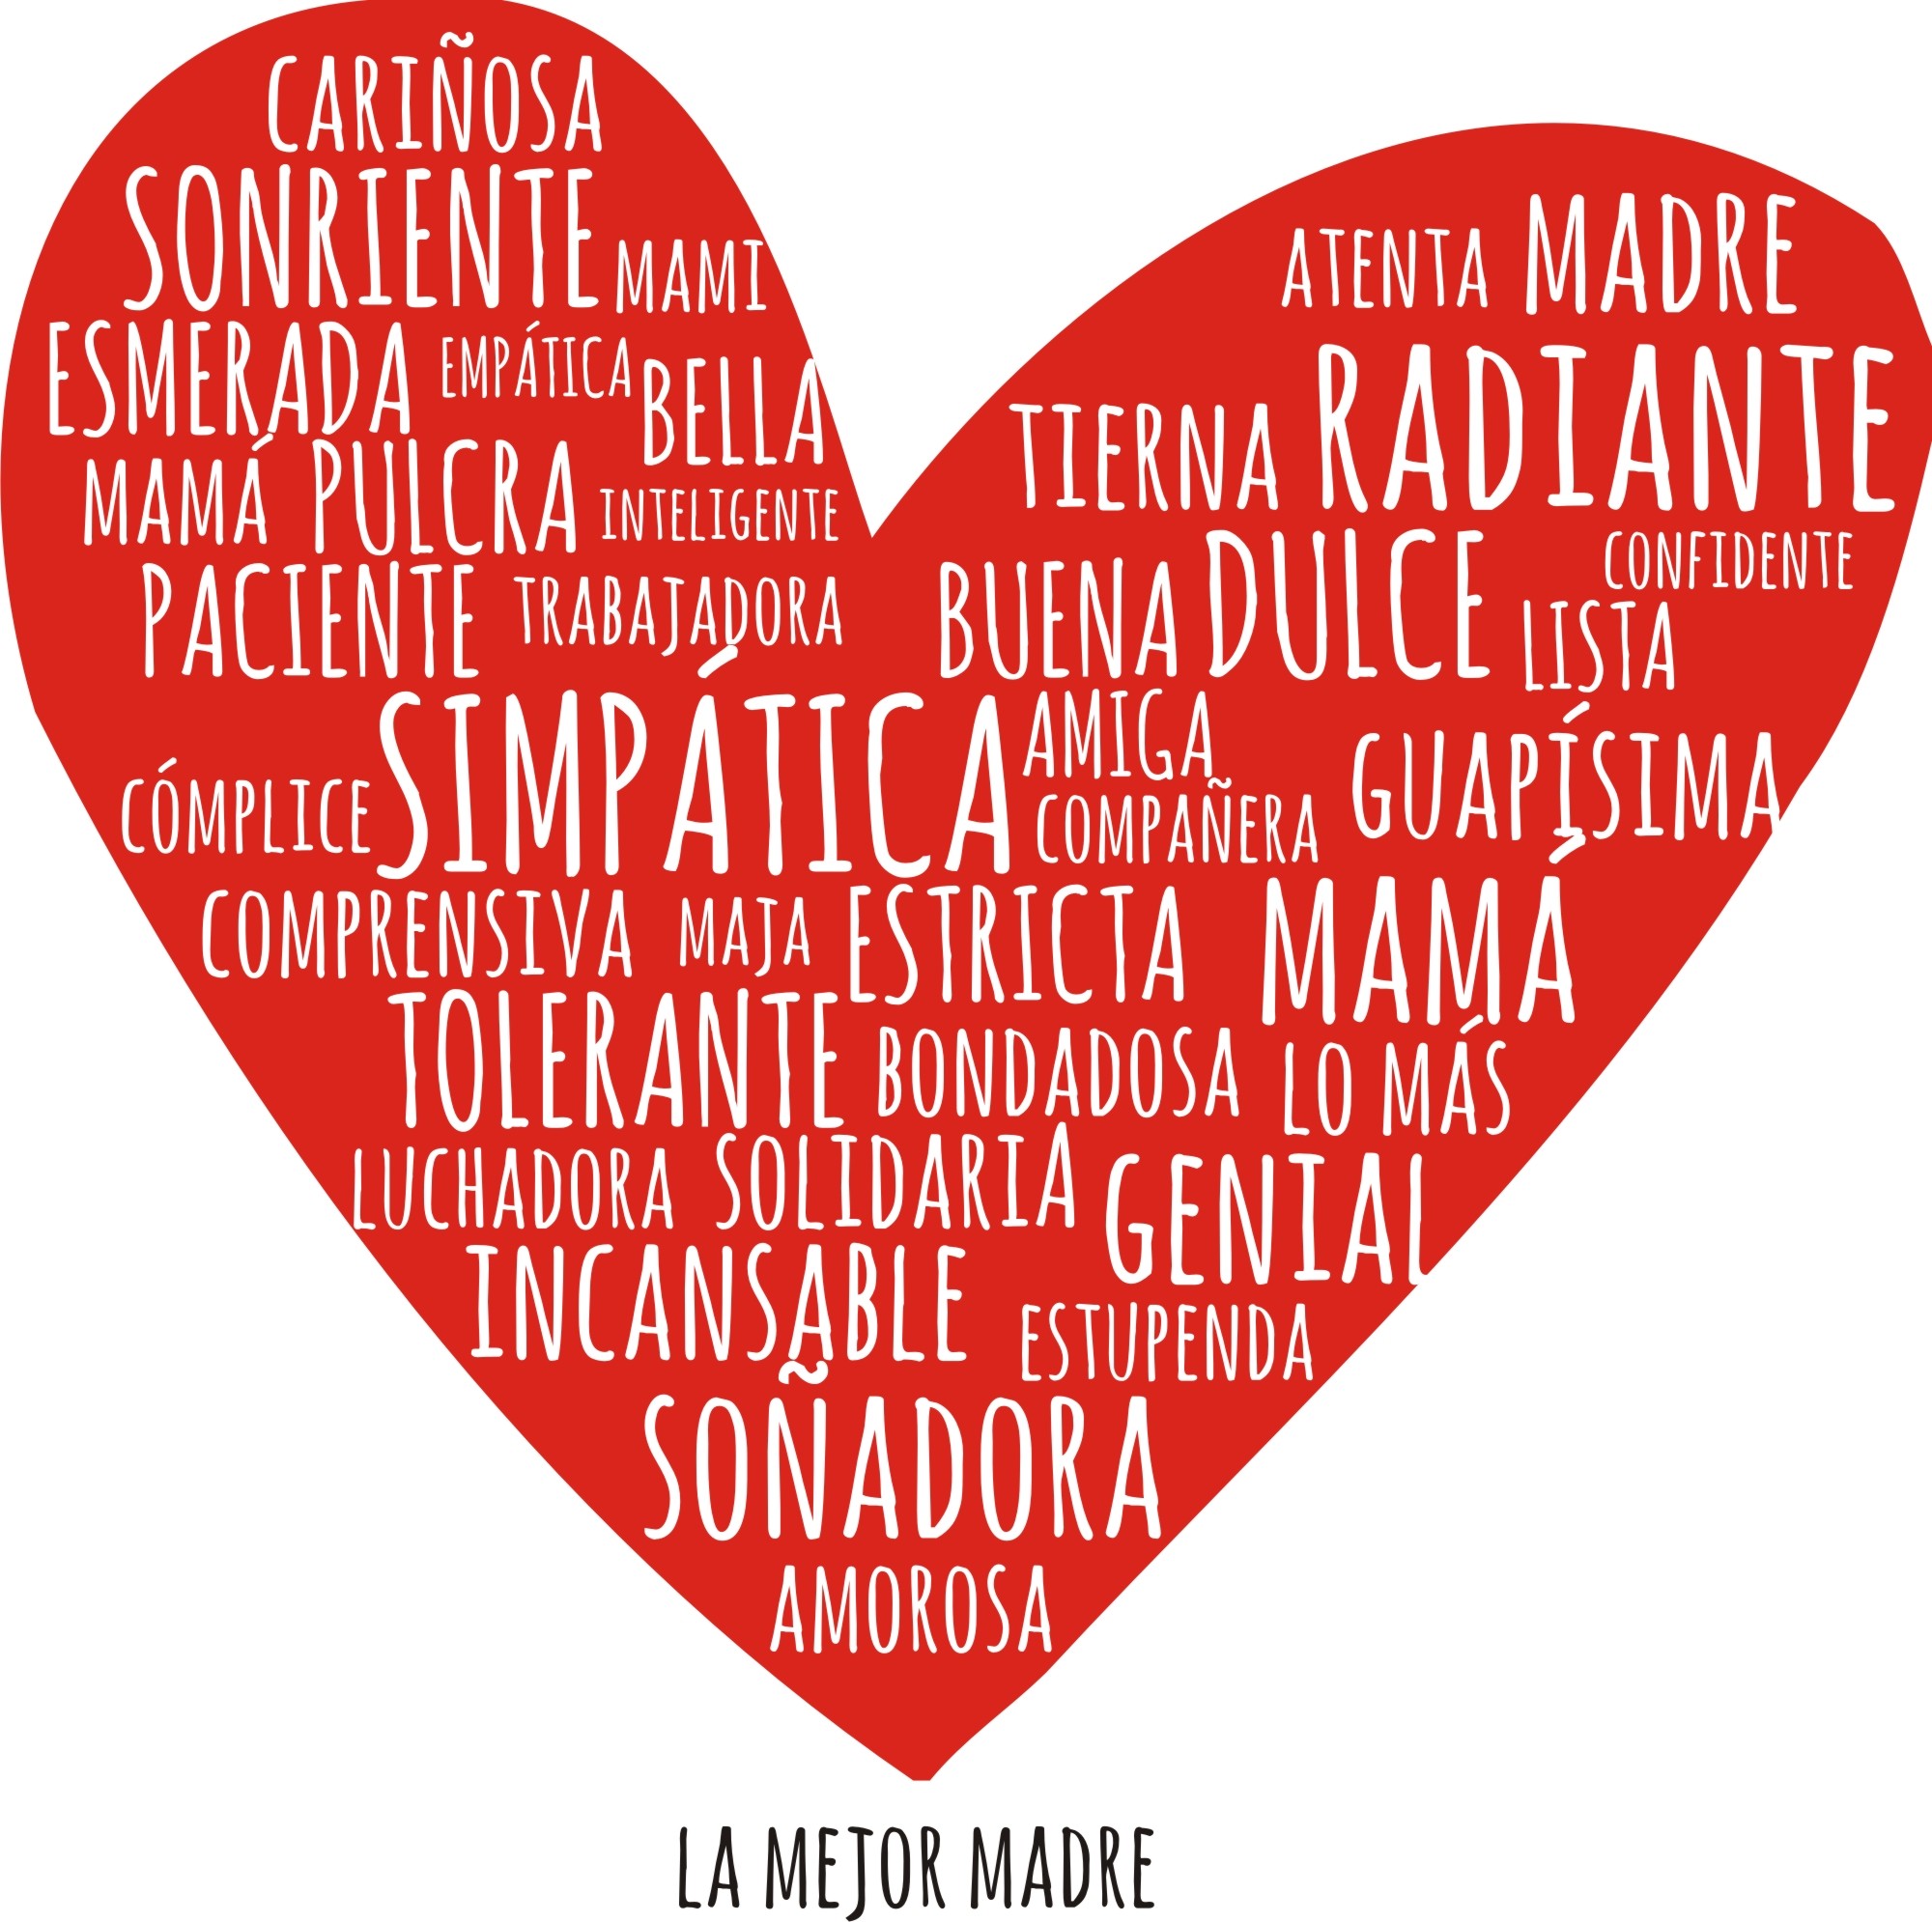 CARIÑOSA
SONRIENTE MAMI
ATENTA MADRE
ESMERADA EMPÁTICA BELLA
TIERNA RADIANTE
MAMÁ PULCRA INTELIGENTE
PACIENTE TRABAJADORA
BUENA DULCE CONFIDENTE
LISTA
CÓMPLICE SIMPÁTICA AMIGA
COMPAÑERA GUAPÍSIMA
COMPRENSIVA MAJA ESTRICTA MAMA
TOLERANTE BONDADOSA LO MÁS
LUCHADORA SOLIDARIA GENIAL
INCANSABLE ESTUPENDA
SOÑADORA
AMOROSA
LA MEJOR MADRE